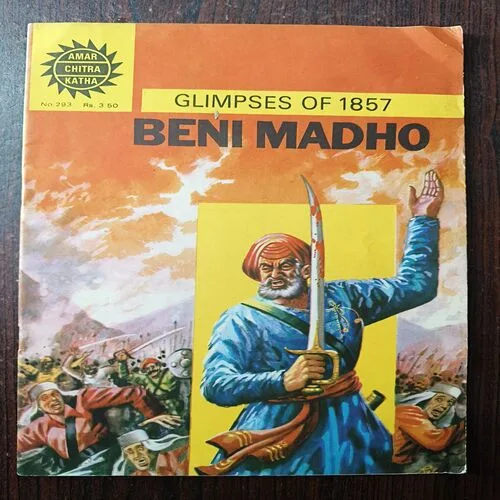 AMAR
CHITRA
KATHA
No. 293 Rs. 3.50
GLIMPSES OF 1857
BENI MADHO